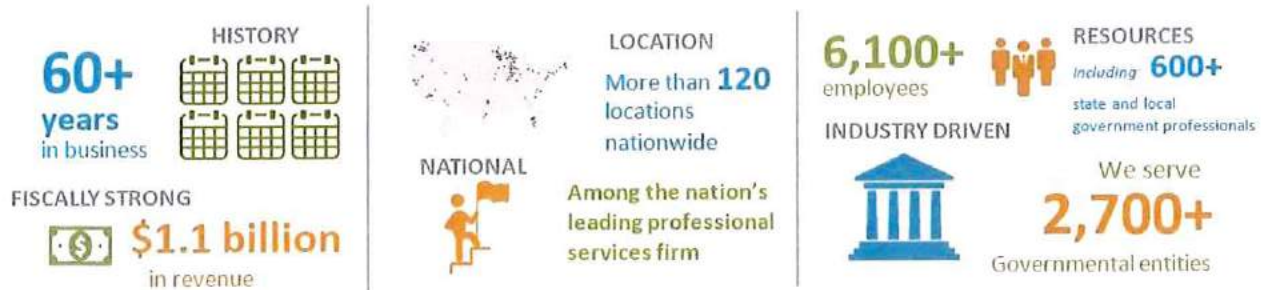 HISTORY
60+
years
in business
FISCALLY STRONG
$1.1 billion
in revenue
LOCATION
More than 120
locations
nationwide
NATIONAL
Among the nation's
leading professional
services firm
6,100+
employees
RESOURCES
Including 600+
state and local
government professionals
INDUSTRY DRIVEN
We serve
2,700+
Governmental entities